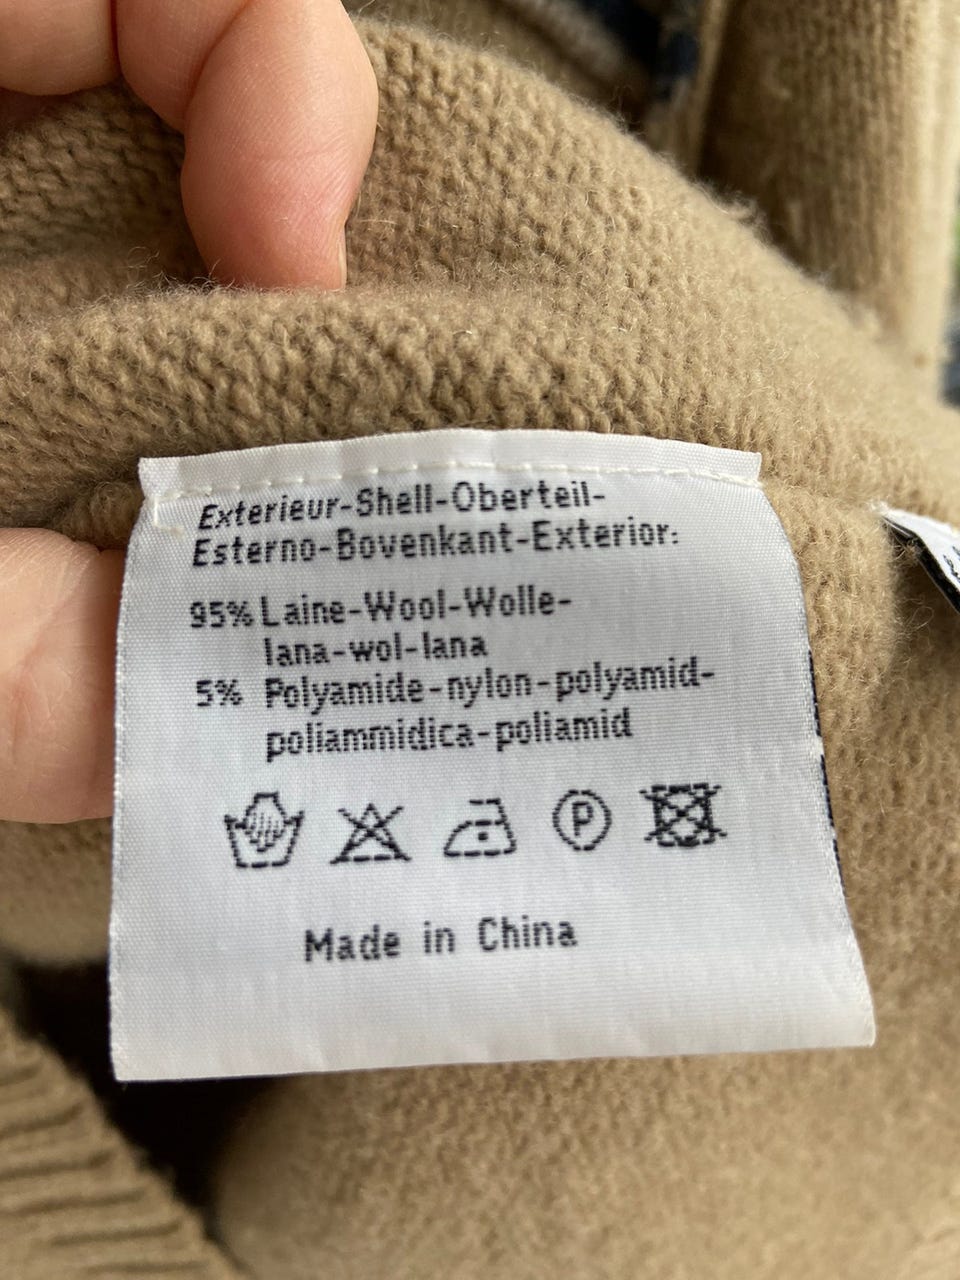 Exterieur-Shell-Oberteil-
Esterno-Bovenkant-Exterior:
95% Laine-Wool-Wolle-
lana-wol-lana
5% Polyamide-nylon-polyamid-
poliammidica-poliamid
P
Made in China